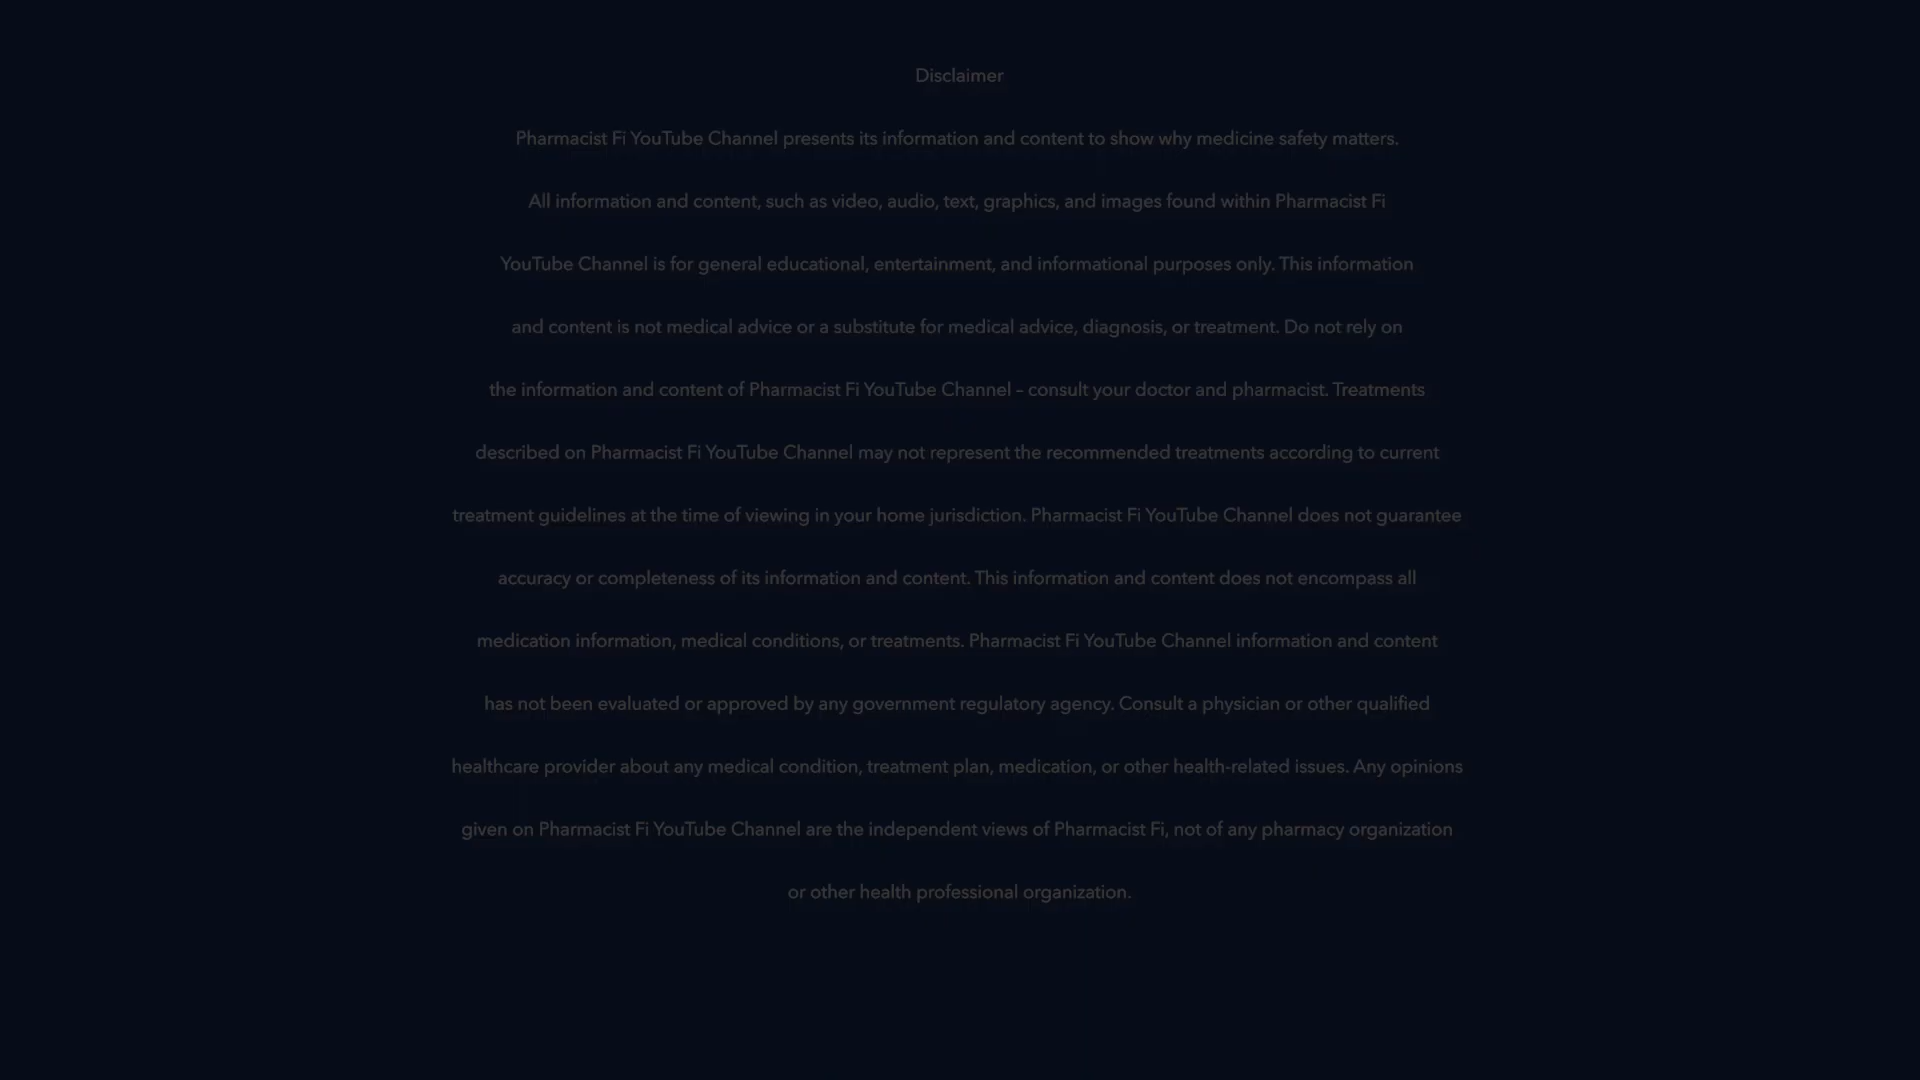 Disclaimer
Pharmacist Fi YouTube Channel presents its information and content to show why medicine safety matters.
All information and content, such as video, audio, text, graphics, and images found within Pharmacist Fi
YouTube Channel is for general educational, entertainment, and informational purposes only. This information
and content is not medical advice or a substitute for medical advice, diagnosis, or treatment. Do not rely on
the information and content of Pharmacist Fi YouTube Channel – consult your doctor and pharmacist. Treatments
described on Pharmacist Fi YouTube Channel may not represent the recommended treatments according to current
treatment guidelines at the time of viewing in your home jurisdiction. Pharmacist Fi YouTube Channel does not guarantee
accuracy or completeness of its information and content. This information and content does not encompass all
medication information, medical conditions, or treatments. Pharmacist Fi YouTube Channel information and content
has not been evaluated or approved by any government regulatory agency. Consult a physician or other qualified
healthcare provider about any medical condition, treatment plan, medication, or other health-related issues. Any opinions
given on Pharmacist Fi YouTube Channel are the independent views of Pharmacist Fi, not of any pharmacy organization
or other health professional organization.